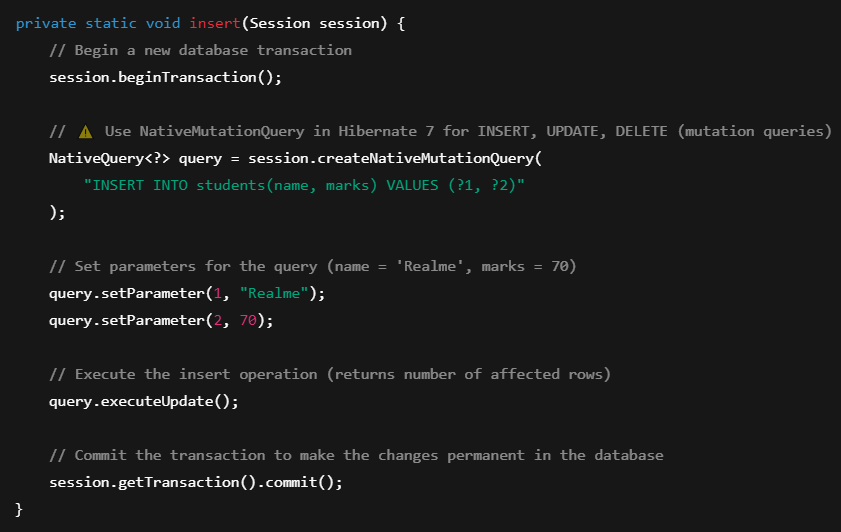 private static void insert(Session session) {
    // Begin a new database transaction
    session.beginTransaction();

    // ⚠️ Use NativeMutationQuery in Hibernate 7 for INSERT, UPDATE, DELETE (mutation queries)
    NativeQuery<?> query = session.createNativeMutationQuery(
        "INSERT INTO students(name, marks) VALUES (?1, ?2)"
    );

    // Set parameters for the query (name = 'Realme', marks = 70)
    query.setParameter(1, "Realme");
    query.setParameter(2, 70);

    // Execute the insert operation (returns number of affected rows)
    query.executeUpdate();

    // Commit the transaction to make the changes permanent in the database
    session.getTransaction().commit();
}